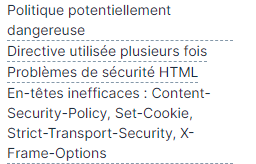 Politique potentiellement
dangereuse
Directive utilisée plusieurs fois
Problèmes de sécurité HTML
En-têtes inefficaces : Content-
Security-Policy, Set-Cookie,
Strict-Transport-Security, X-
Frame-Options